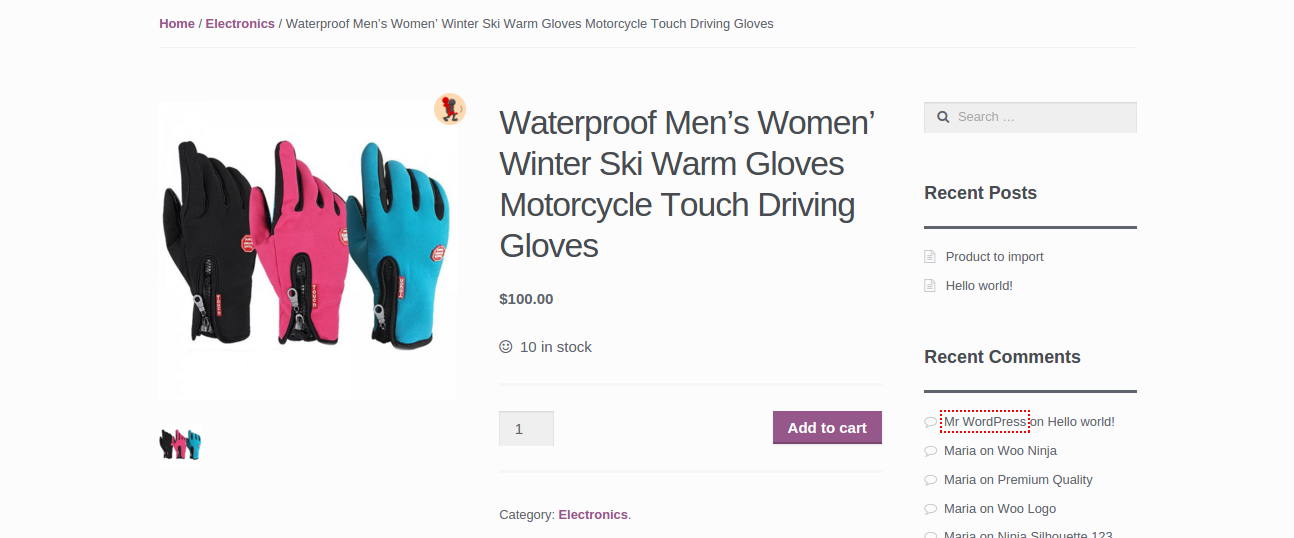 Home / Electronics / Waterproof Men's Women’ Winter Ski Warm Gloves Motorcycle Touch Driving Gloves
Waterproof Men’s Women’
Winter Ski Warm Gloves
Motorcycle Touch Driving
Gloves
$100.00
10 in stock
1
Add to cart
Category: Electronics.
Search …
Recent Posts
Product to import
Hello world!
Recent Comments
Mr WordPress on Hello world!
Maria on Woo Ninja
Maria on Premium Quality
Maria on Woo Logo
Maria on Ninja Silhouette 123